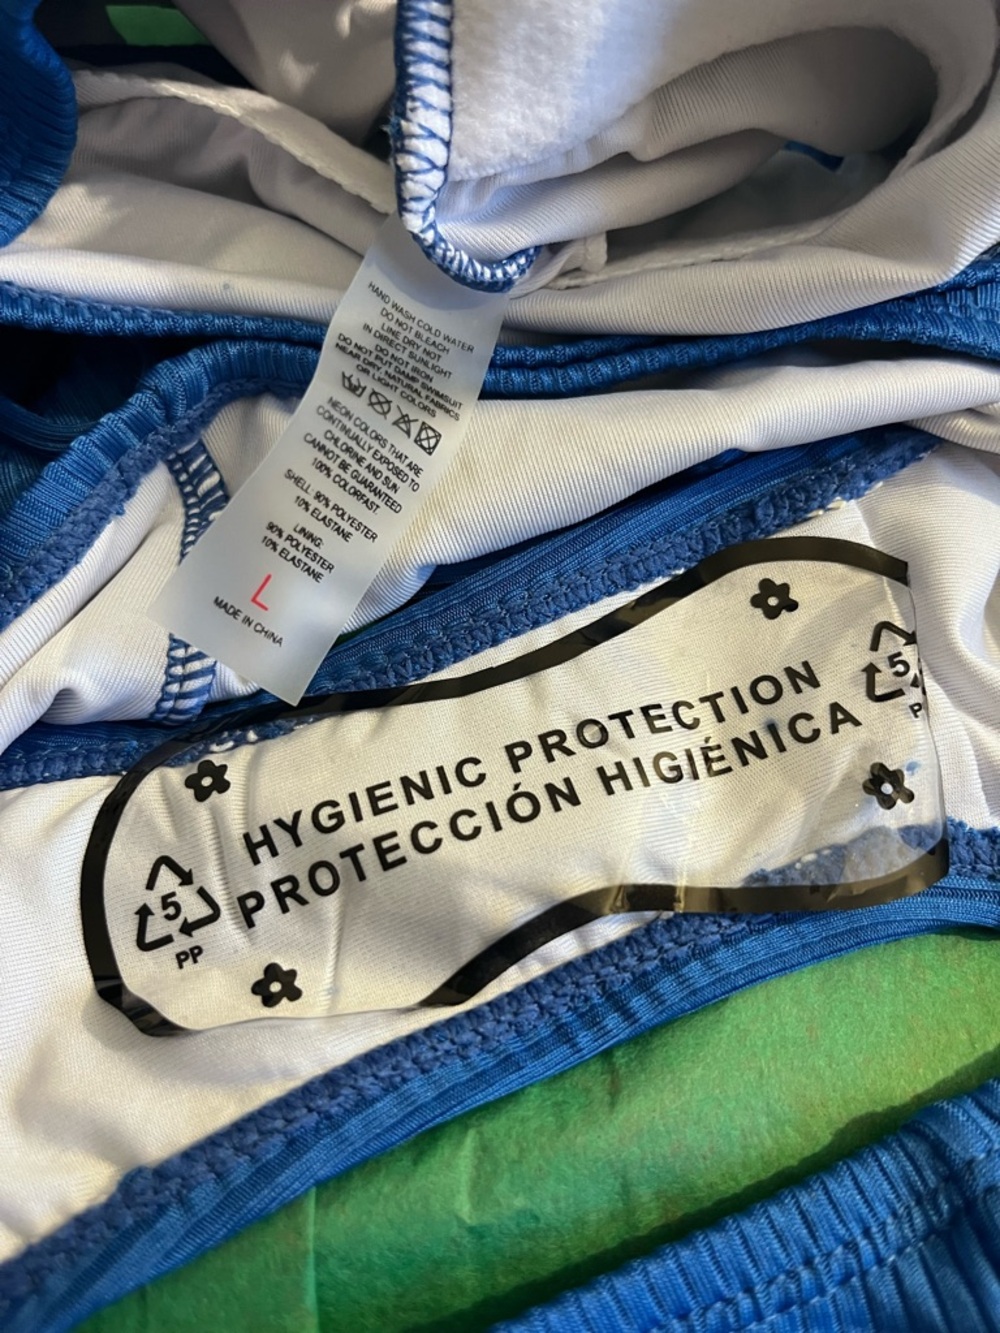 HAND WASH COLD WATER
DO NOT BLEACH
LINE DRY NOT
IN DIRECT SUNLIGHT
DO NOT IRON
DO NOT PUT DAMP SWIMSUIT
NEAR DRY, NATURAL FABRICS
OR LIGHT COLORS
NEON COLORS THAT ARE
CONTINUALLY EXPOSED TO
CHLORINE AND SUN
CANNOT BE GUARANTEED
100% COLORFAST.
SHELL: 90% POLYESTER
10% ELASTANE
LINING:
90% POLYESTER
10% ELASTANE
L
MADE IN CHINA
HYGIENIC PROTECTION
PROTECCIÓN HIGIÉNICA
5
PP
5
P